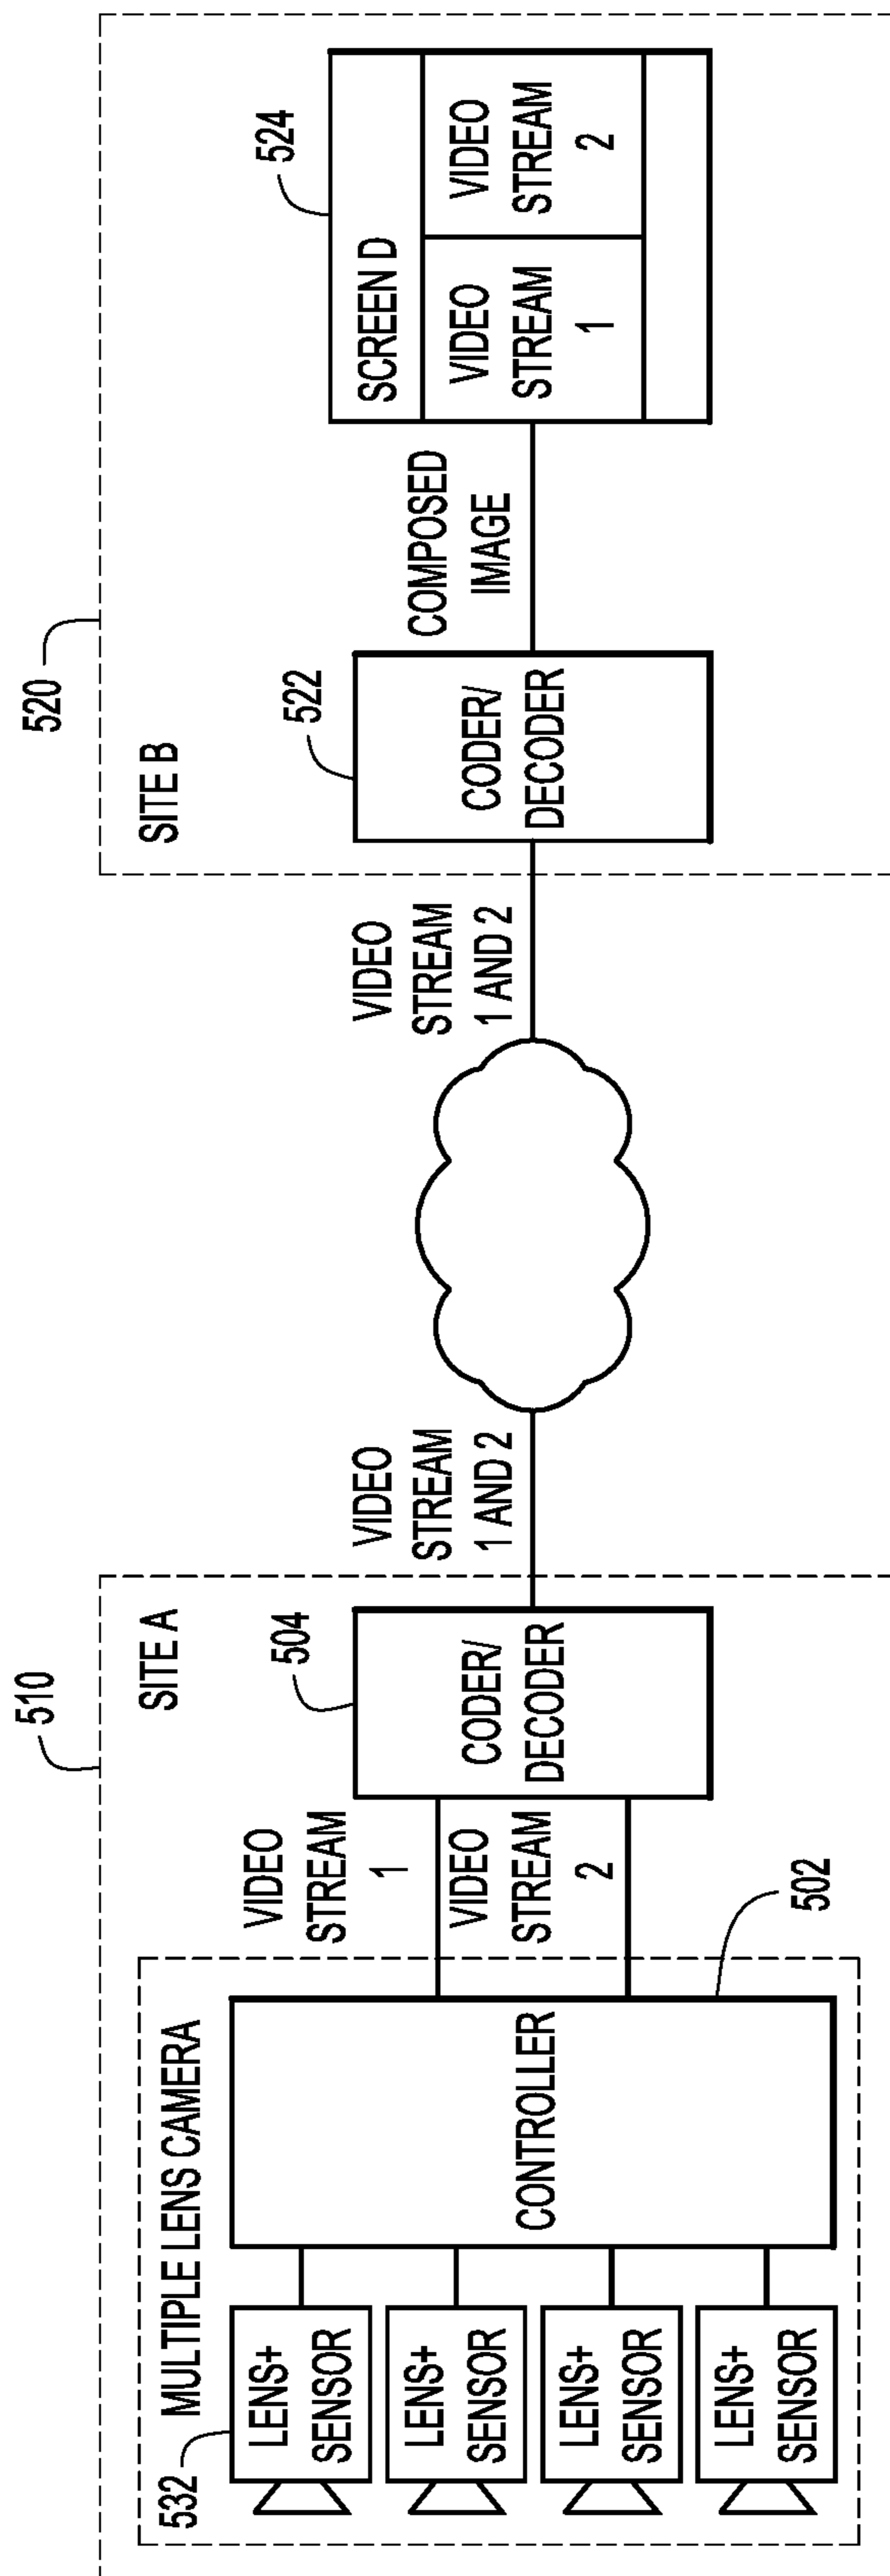 510
SITE A
MULTIPLE LENS CAMERA
532
LENS+
SENSOR
LENS+
SENSOR
LENS+
SENSOR
LENS+
SENSOR
CONTROLLER
502
VIDEO
STREAM
1
VIDEO
STREAM
2
504
CODER/
DECODER
VIDEO
STREAM
1 AND 2
VIDEO
STREAM
1 AND 2
520
SITE B
522
CODER/
DECODER
COMPOSED
IMAGE
524
SCREEN D
VIDEO
STREAM
1
VIDEO
STREAM
2